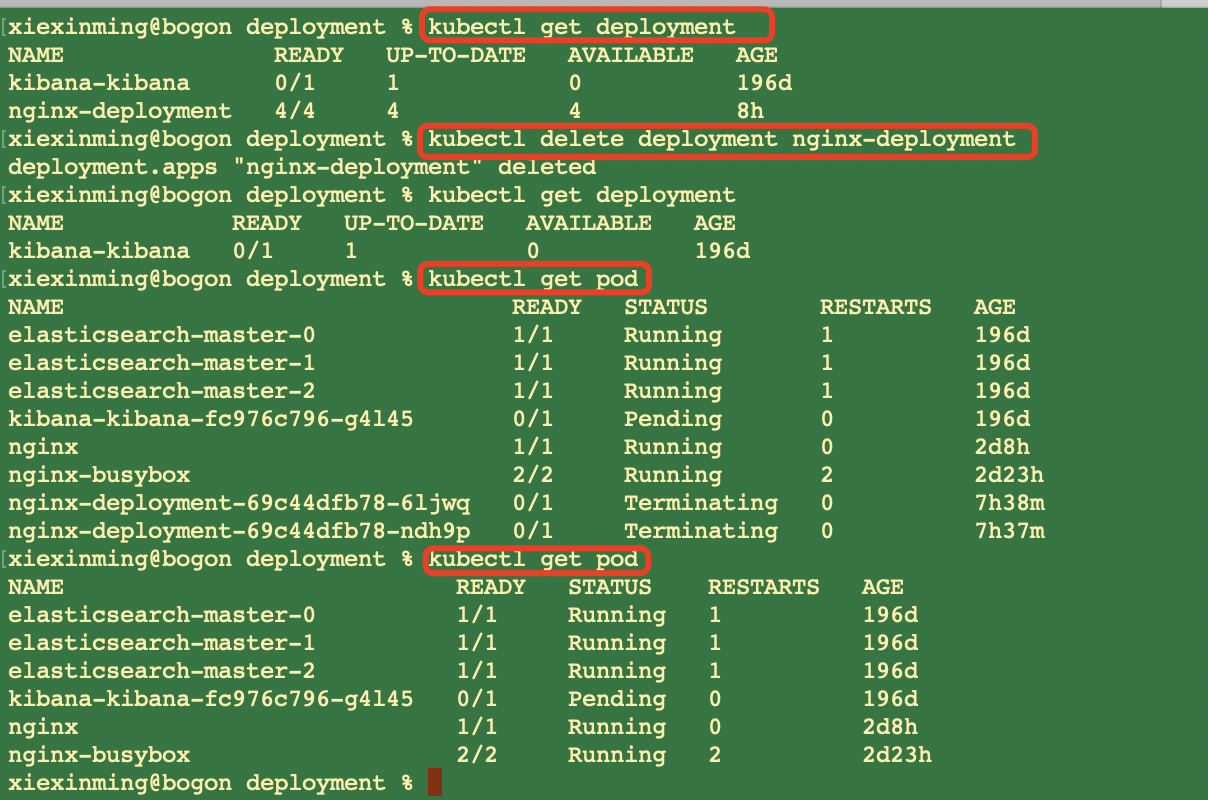 xiexinming@bogon deployment % kubectl get deployment
NAME READY UP-TO-DATE AVAILABLE AGE
kibana-kibana 0/1 1 0 196d
nginx-deployment 4/4 4 4 8h
xiexinming@bogon deployment % kubectl delete deployment nginx-deployment
deployment.apps "nginx-deployment" deleted
xiexinming@bogon deployment % kubectl get deployment
NAME READY UP-TO-DATE AVAILABLE AGE
kibana-kibana 0/1 1 0 196d
xiexinming@bogon deployment % kubectl get pod
NAME READY STATUS RESTARTS AGE
elasticsearch-master-0 1/1 Running 1 196d
elasticsearch-master-1 1/1 Running 1 196d
elasticsearch-master-2 1/1 Running 1 196d
kibana-kibana-fc976c796-g4l45 0/1 Pending 0 196d
nginx 1/1 Running 0 2d8h
nginx-busybox 2/2 Running 2 2d23h
nginx-deployment-69c44dfb78-6ljwq 0/1 Terminating 0 7h38m
nginx-deployment-69c44dfb78-ndh9p 0/1 Terminating 0 7h37m
xiexinming@bogon deployment % kubectl get pod
NAME READY STATUS RESTARTS AGE
elasticsearch-master-0 1/1 Running 1 196d
elasticsearch-master-1 1/1 Running 1 196d
elasticsearch-master-2 1/1 Running 1 196d
kibana-kibana-fc976c796-g4l45 0/1 Pending 0 196d
nginx 1/1 Running 0 2d8h
nginx-busybox 2/2 Running 2 2d23h
xiexinming@bogon deployment %